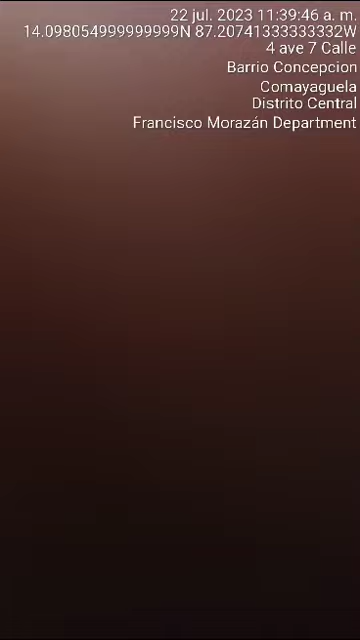 22 jul. 2023 11:39:46 a. m.
14.098054999999999N 87.20741333333332W
4 ave 7 Calle
Barrio Concepcion
Comayaguela
Distrito Central
Francisco Morazán Department